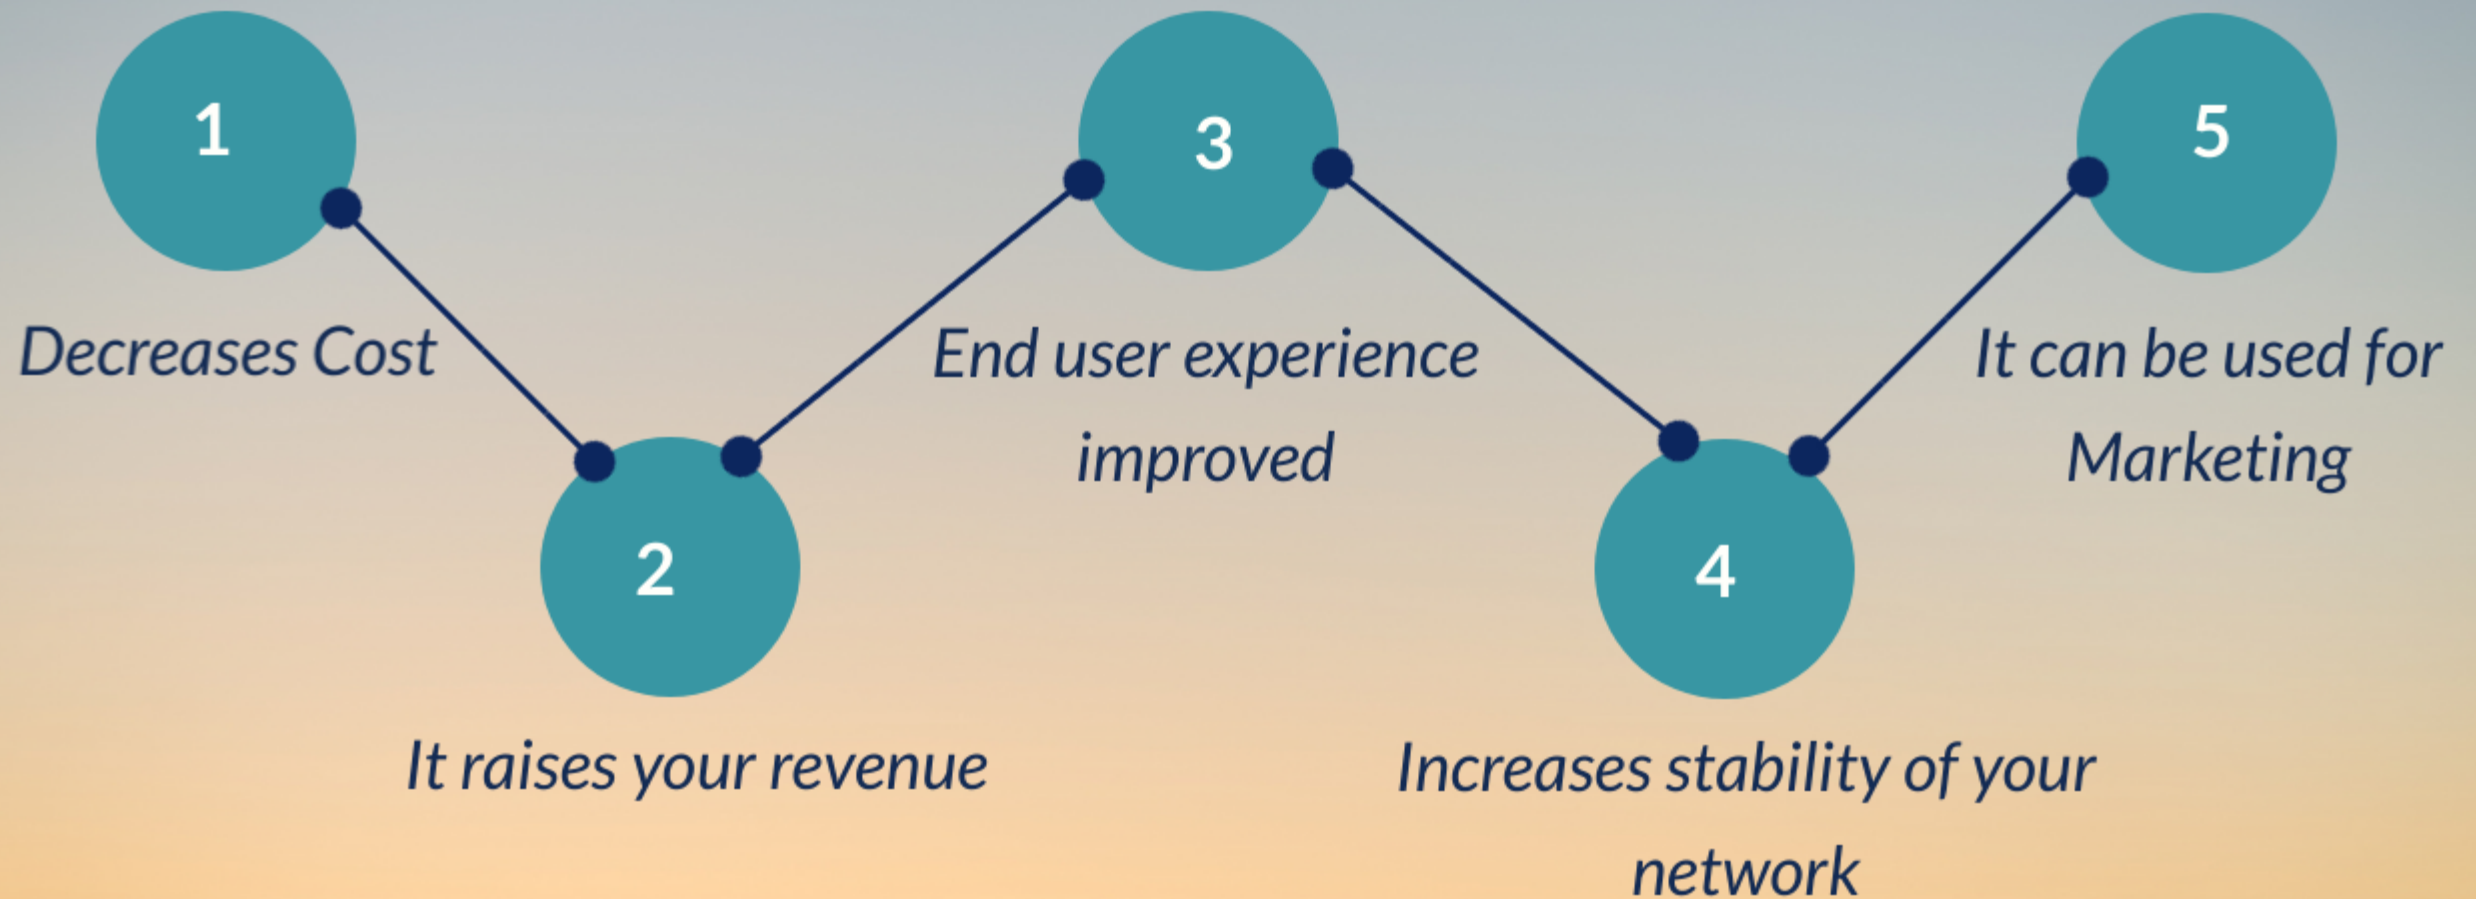 1
Decreases Cost
2
It raises your revenue
3
End user experience
improved
4
Increases stability of your
network
5
It can be used for
Marketing